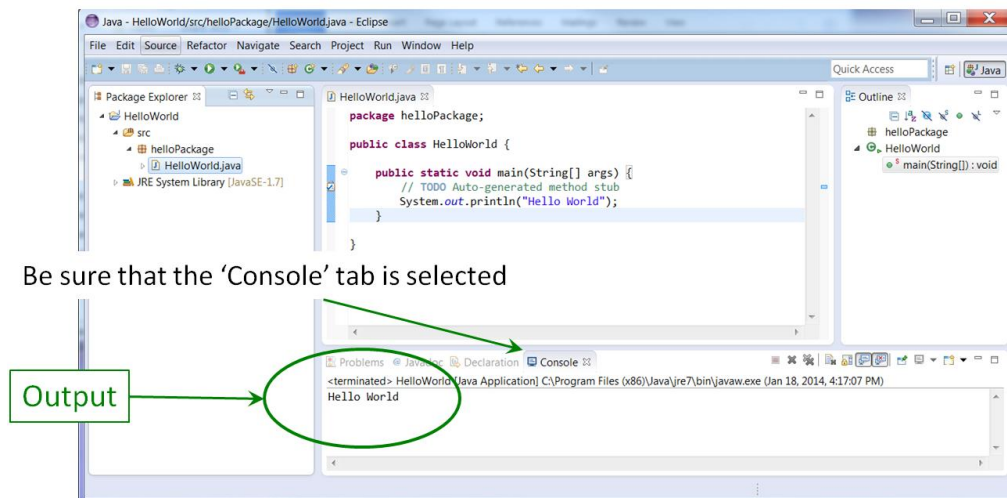 Java - HelloWorld/src/helloPackage/HelloWorld.java - Eclipse
File Edit Source Refactor Navigate Search Project Run Window Help
Quick Access
Java
Package Explorer
HelloWorld
src
helloPackage
HelloWorld.java
JRE System Library [JavaSE-1.7]
HelloWorld.java
package helloPackage;
public class HelloWorld {
public static void main(String[] args) {
// TODO Auto-generated method stub
System.out.println("Hello World");
}
}
Outline
helloPackage
HelloWorld
main(String[]) : void
Be sure that the ‘Console’ tab is selected
Problems @ Javadoc Declaration Console
<terminated> HelloWorld [Java Application] C:\Program Files (x86)\Java\jre7\bin\javaw.exe (Jan 18, 2014, 4:17:07 PM)
Hello World
Output